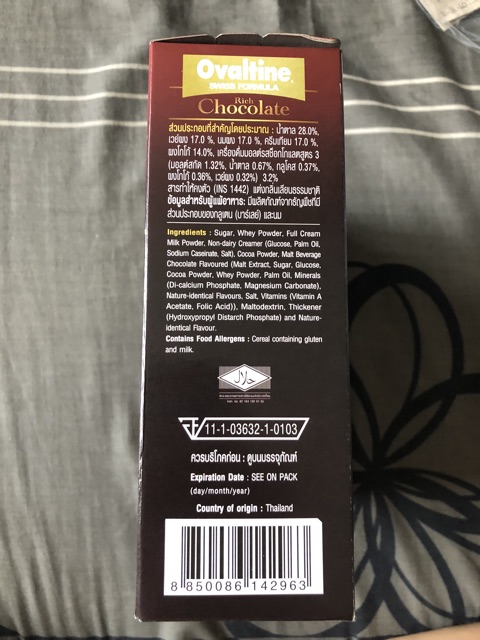 Ovaltine
SWISS FORMULA
Rich
Chocolate
ส่วนประกอบที่สำคัญโดยประมาณ : น้ำตาล 28.0%,
เวย์ผง 17.0 %, นมผง 17.0 %, ครีมเทียม 17.0 %,
ผงโกโก้ 14.0%, เครื่องดื่มมอลต์รสช็อกโกแลตสูตร 3
(มอลต์สกัด 1.32%, น้ำตาล 0.67%, กลูโคส 0.37%,
ผงโกโก้ 0.36%, เวย์ผง 0.32%) 3.2%
สารทำให้คงตัว (INS 1442) แต่งกลิ่นเลียนธรรมชาติ
ข้อมูลสำหรับผู้แพ้อาหาร: มีผลิตภัณฑ์จากธัญพืชที่มี
ส่วนประกอบของกลูเตน (บาร์เลย์) และนม
Ingredients : Sugar, Whey Powder, Full Cream
Milk Powder, Non-dairy Creamer (Glucose, Palm Oil,
Sodium Caseinate, Salt), Cocoa Powder, Malt Beverage
Chocolate Flavoured (Malt Extract, Sugar, Glucose,
Cocoa Powder, Whey Powder, Palm Oil, Minerals
(Di-calcium Phosphate, Magnesium Carbonate),
Nature-identical Flavours, Salt, Vitamins (Vitamin A
Acetate, Folic Acid)), Maltodextrin, Thickener
(Hydroxypropyl Distarch Phosphate) and Nature-
identical Flavour.
Contains Food Allergens : Cereal containing gluten
and milk.
حلال
11-1-03632-1-0103
ควรบริโภคก่อน : ดูบนบรรจุภัณฑ์
Expiration Date : SEE ON PACK
(day/month/year)
Country of origin : Thailand
8 850086 142963